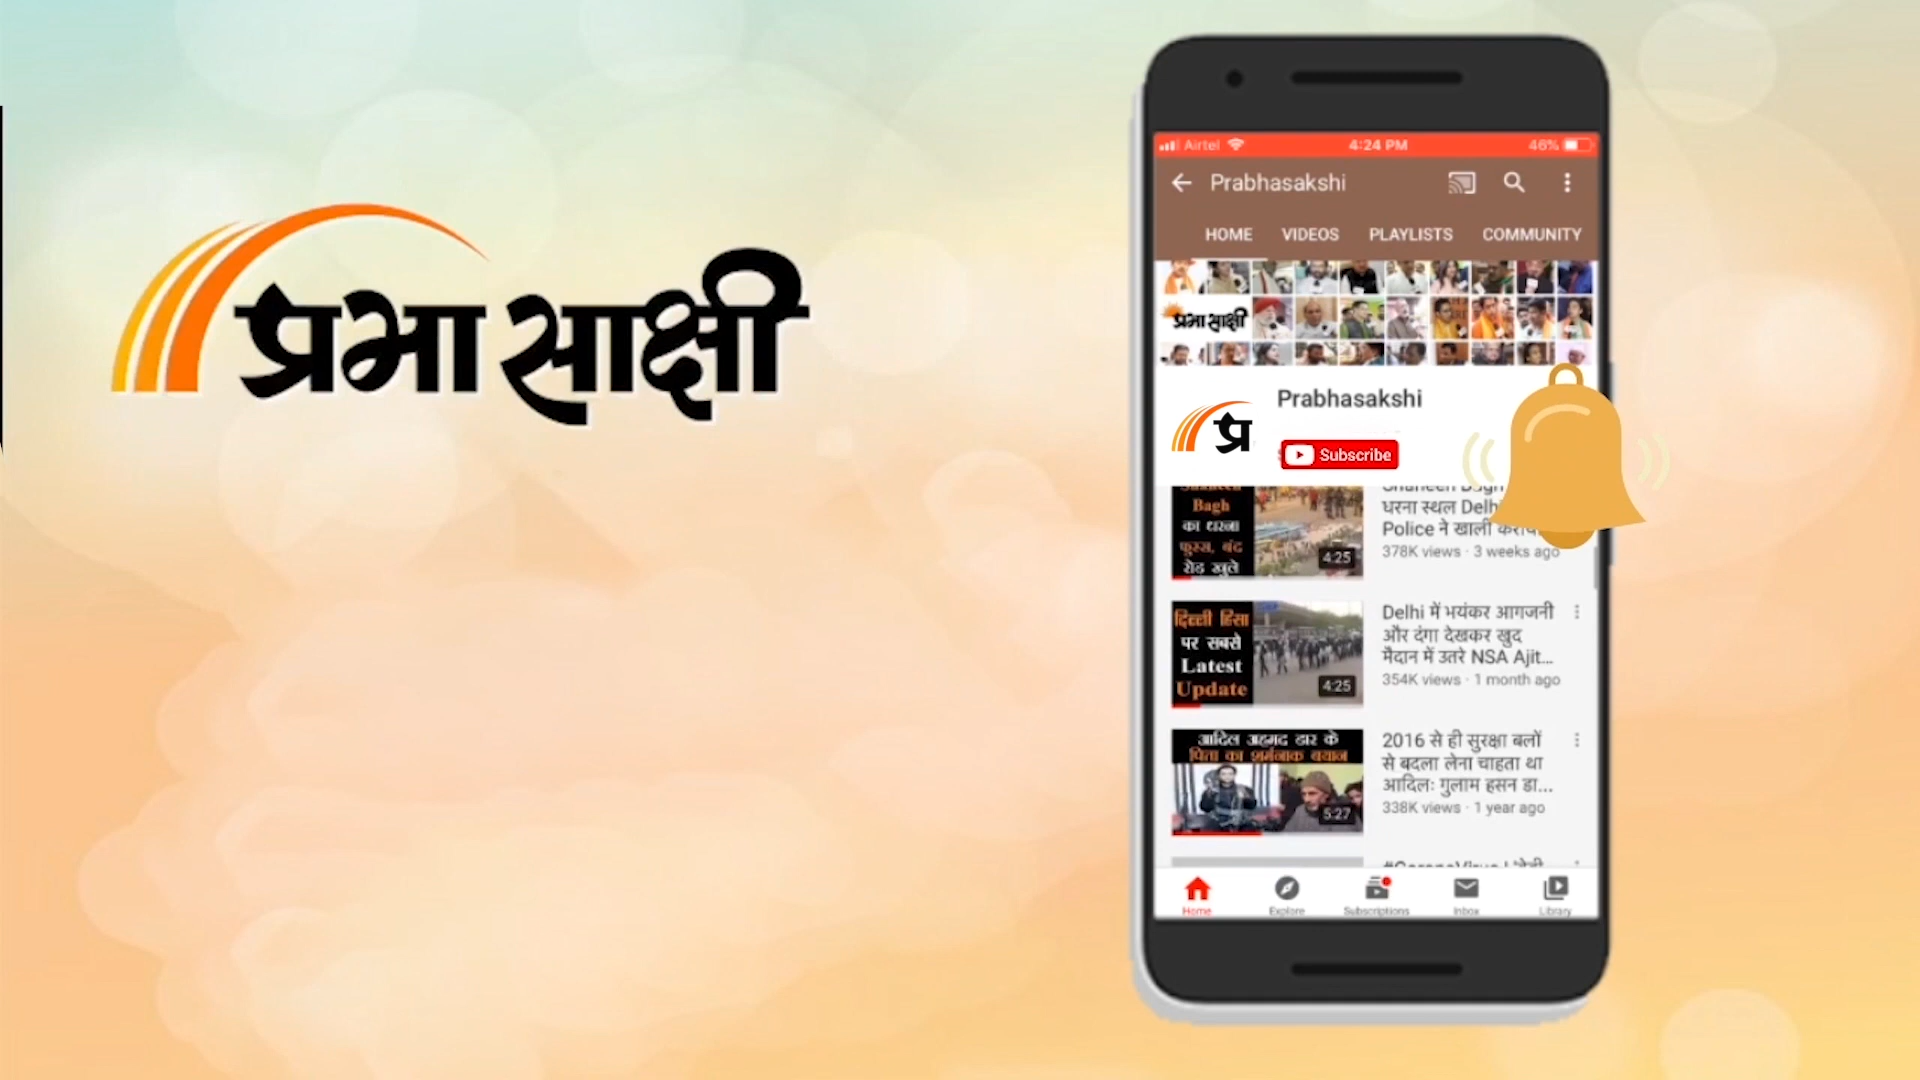 प्रभा साक्षी
Airtel
4:24 PM
46%
Prabhasakshi
HOME
VIDEOS
PLAYLISTS
COMMUNITY
प्रभा साक्षी
Prabhasakshi
प्र
Subscribe
Bagh
का धरना
रोड खुले
4:25
धरना स्थल Delh
Police ने खाली
378K views · 3 weeks ago
दिल्ली हिंसा
पर सबसे
Latest
Update
4:25
Delhi में भयंकर आगजनी
और दंगा देखकर खुद
मैदान में उतरे NSA Ajit...
354K views · 1 month ago
आदिल अहमद डार के
पिता का शर्मनाक बयान
5:27
2016 से ही सुरक्षा बलों
से बदला लेना चाहता था
आदिलः गुलाम हसन डा...
338K views · 1 year ago
Home
Explore
Subscriptions
Inbox
Library